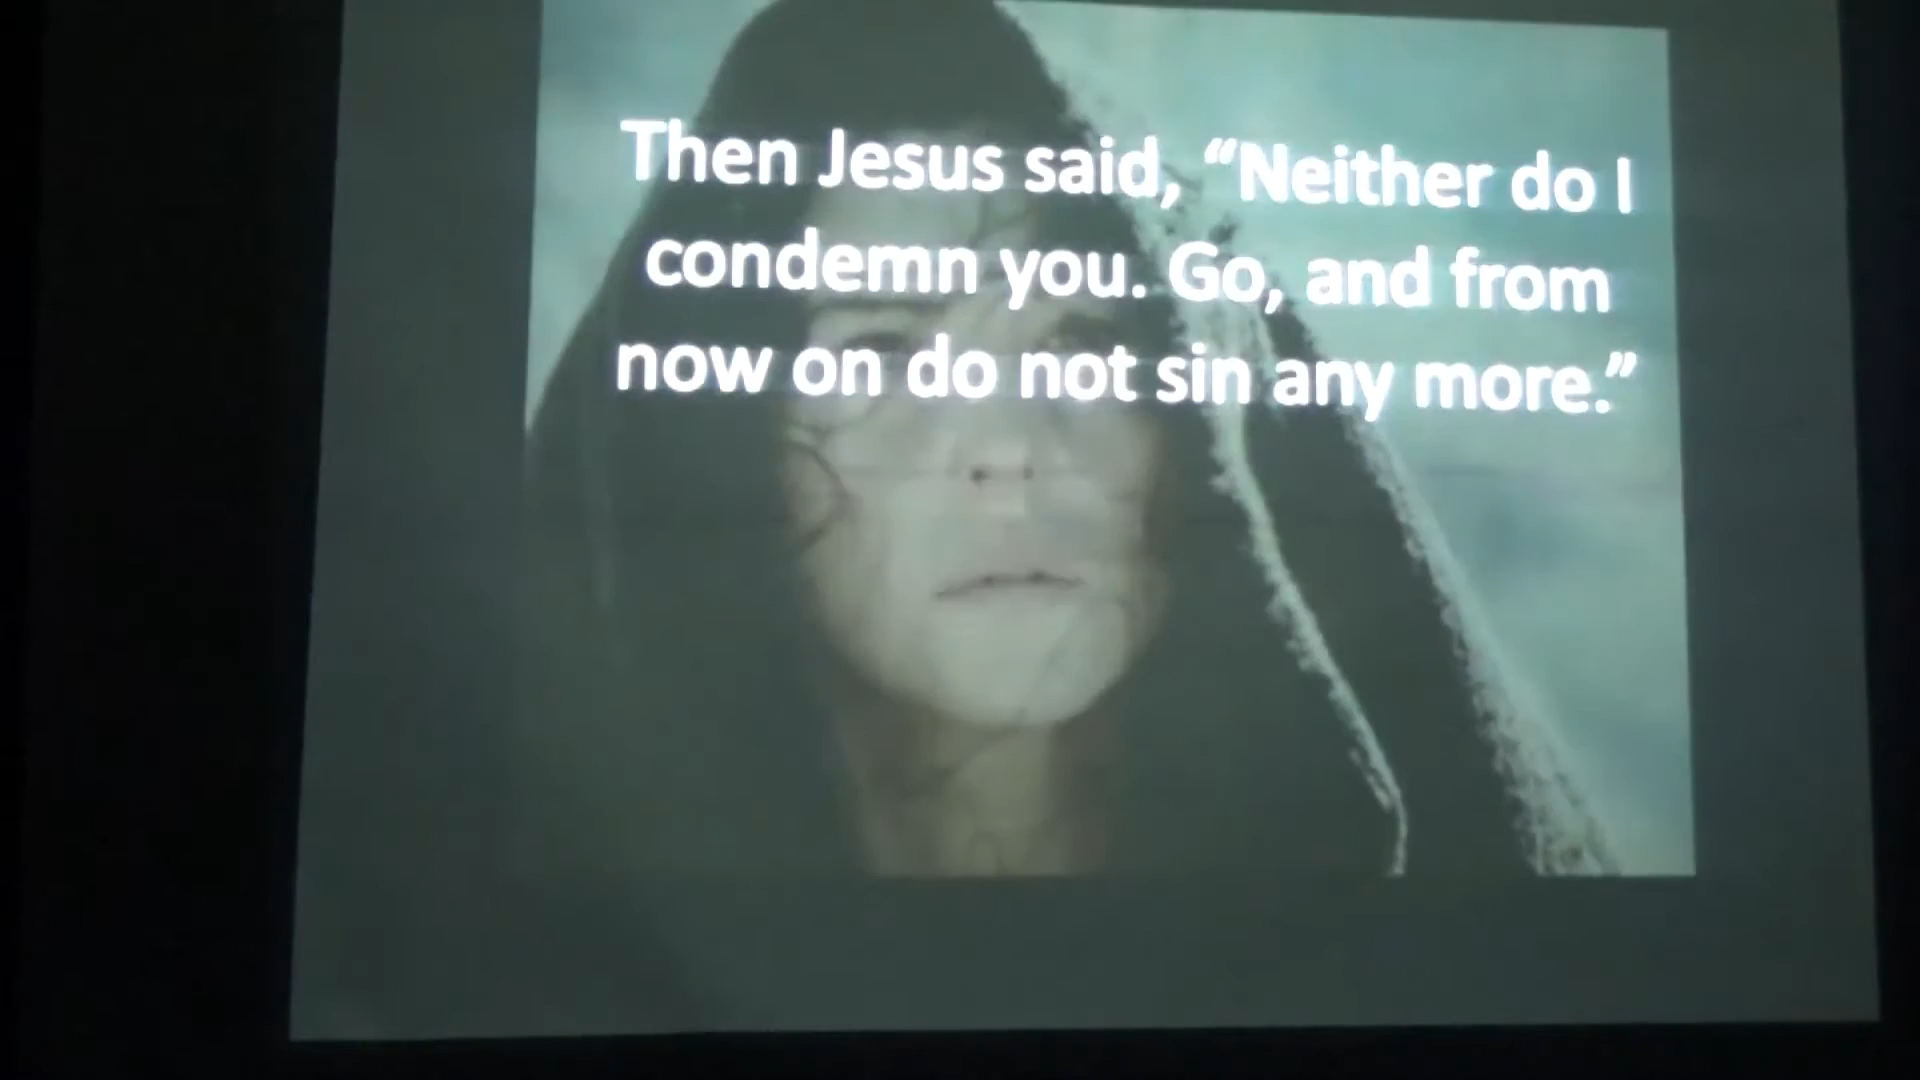 Then Jesus said, “Neither do I
condemn you. Go, and from
now on do not sin any more.”